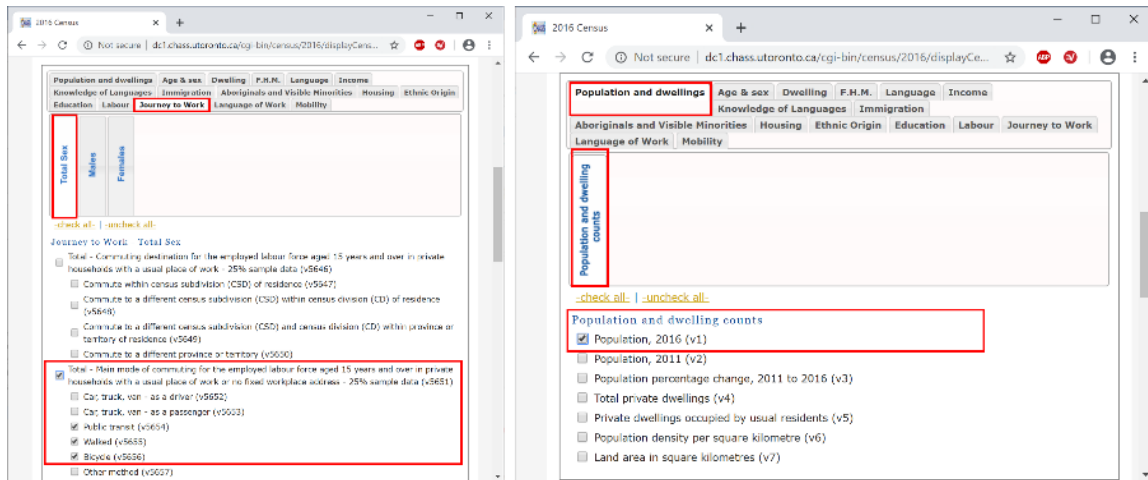 2016 Census
Not secure | dc1.chass.utoronto.ca/cgi-bin/census/2016/displayCens...
Population and dwellings Age & sex Dwelling F.H.M. Language Income
Knowledge of Languages Immigration Aboriginals and Visible Minorities Housing Ethnic Origin
Education Labour Journey to Work Language of Work Mobility
Total Sex
Males
Females
-check all- | -uncheck all-
Journey to Work Total Sex
Total - Commuting destination for the employed labour force aged 15 years and over in private
households with a usual place of work - 25% sample data (v5646)
Commute within census subdivision (CSD) of residence (v5647)
Commute to a different census subdivision (CSD) within census division (CD) of residence
(v5648)
Commute to a different census subdivision (CSD) and census division (CD) within province or
territory of residence (v5649)
Commute to a different province or territory (v5650)
Total - Main mode of commuting for the employed labour force aged 15 years and over in private
households with a usual place of work or no fixed workplace address - 25% sample data (v5651)
Car, truck, van - as a driver (v5652)
Car, truck, van - as a passenger (v5653)
Public transit (v5654)
Walked (v5655)
Bicycle (v5656)
Other method (v5657)
2016 Census
Not secure | dc1.chass.utoronto.ca/cgi-bin/census/2016/displayCe...
ABP
Population and dwellings Age & sex Dwelling F.H.M. Language Income
Knowledge of Languages Immigration
Aboriginals and Visible Minorities Housing Ethnic Origin Education Labour Journey to Work
Language of Work Mobility
Population and dwelling
counts
-check all- | -uncheck all-
Population and dwelling counts
Population, 2016 (v1)
Population, 2011 (v2)
Population percentage change, 2011 to 2016 (v3)
Total private dwellings (v4)
Private dwellings occupied by usual residents (v5)
Population density per square kilometre (v6)
Land area in square kilometres (v7)